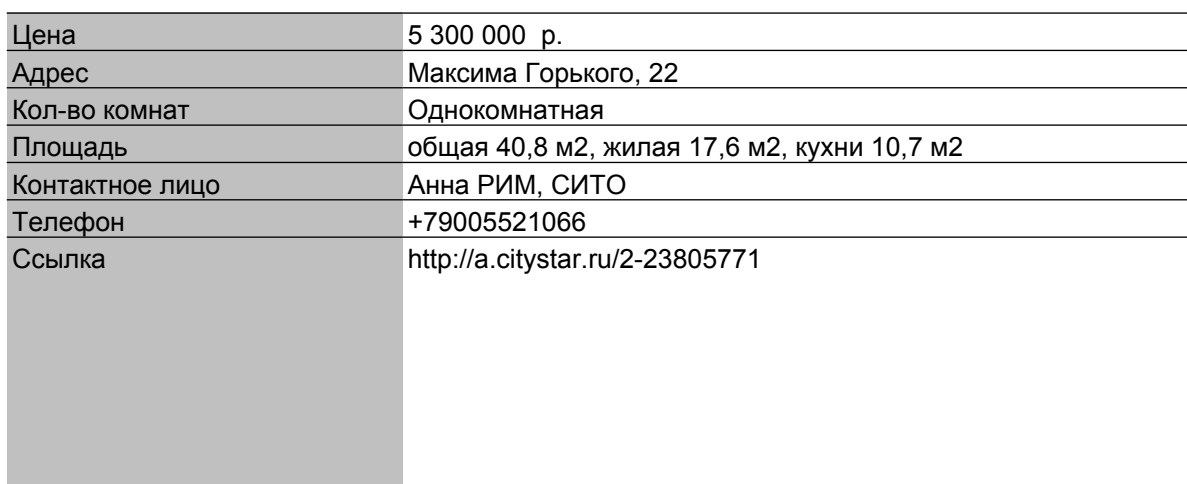 Цена 5 300 000 р.
Адрес Максима Горького, 22
Кол-во комнат Однокомнатная
Площадь общая 40,8 м2, жилая 17,6 м2, кухни 10,7 м2
Контактное лицо Анна РИМ, СИТО
Телефон +79005521066
Ссылка http://a.citystar.ru/2-23805771